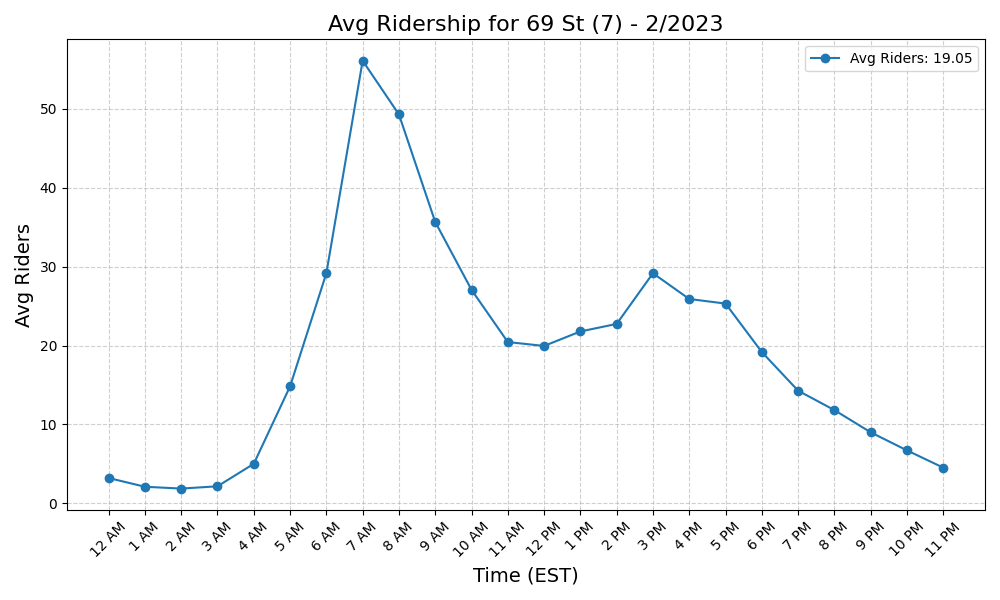 Avg Ridership for 69 St (7) - 2/2023
Avg Riders: 19.05
Avg Riders
50
40
30
20
10
0
12 AM
1 AM
2 AM
3 AM
4 AM
5 AM
6 AM
7 AM
8 AM
9 AM
10 AM
11 AM
12 PM
1 PM
2 PM
3 PM
4 PM
5 PM
6 PM
7 PM
8 PM
9 PM
10 PM
11 PM
Time (EST)